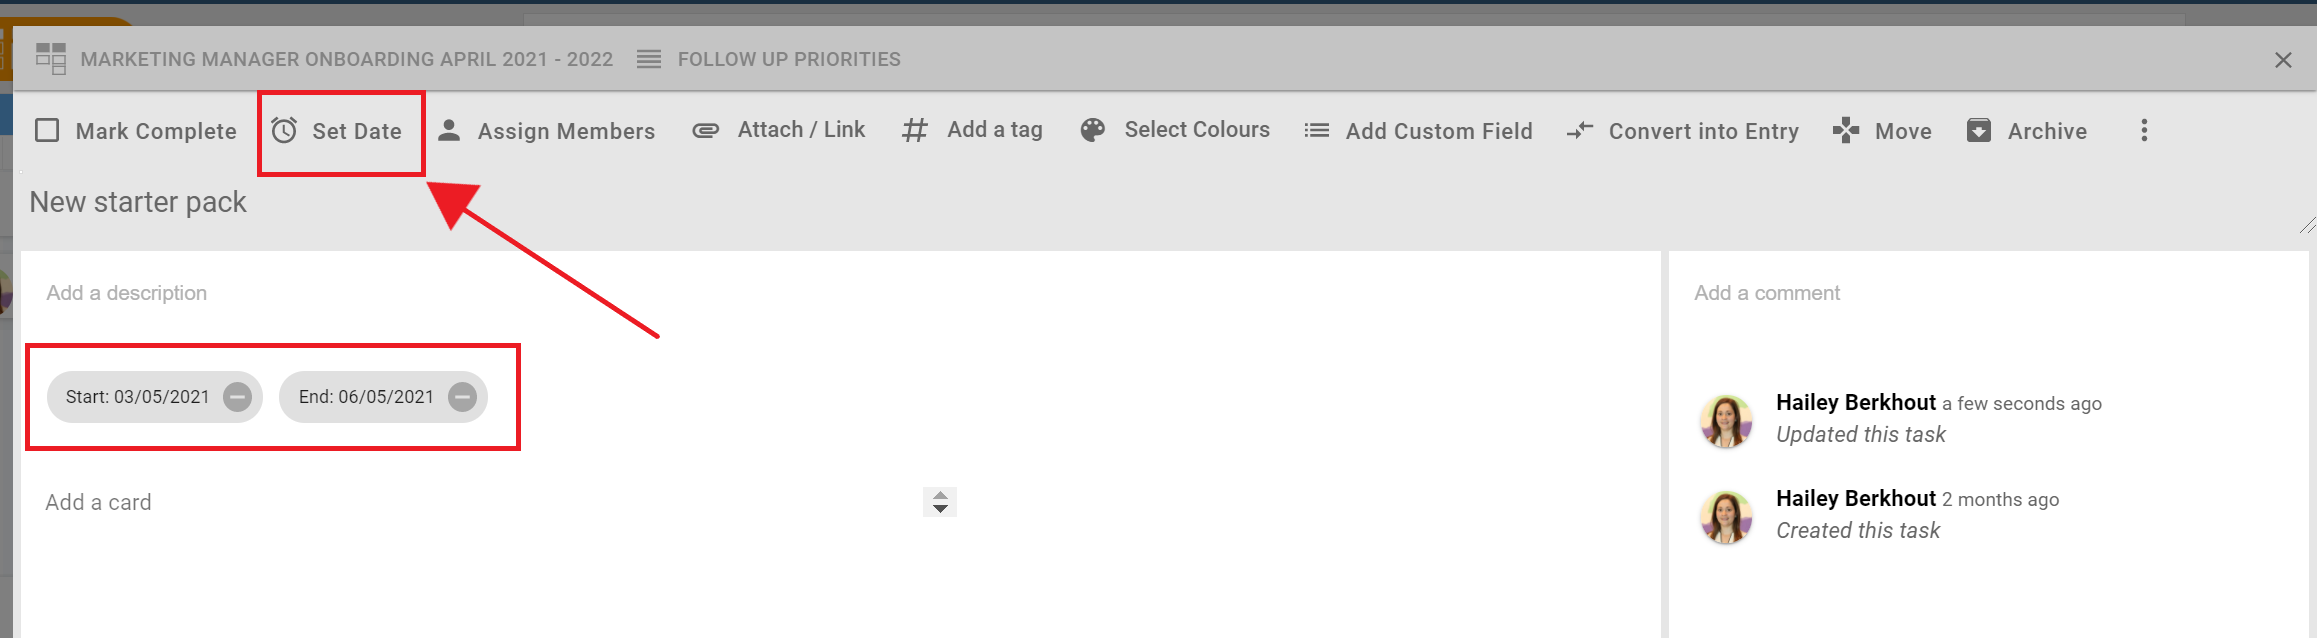 MARKETING MANAGER ONBOARDING APRIL 2021 - 2022 FOLLOW UP PRIORITIES
Mark Complete Set Date Assign Members Attach / Link Add a tag Select Colours Add Custom Field Convert into Entry Move Archive
New starter pack
Add a description
Start: 03/05/2021 End: 06/05/2021
Add a card
Add a comment
Hailey Berkhout a few seconds ago
Updated this task
Hailey Berkhout 2 months ago
Created this task